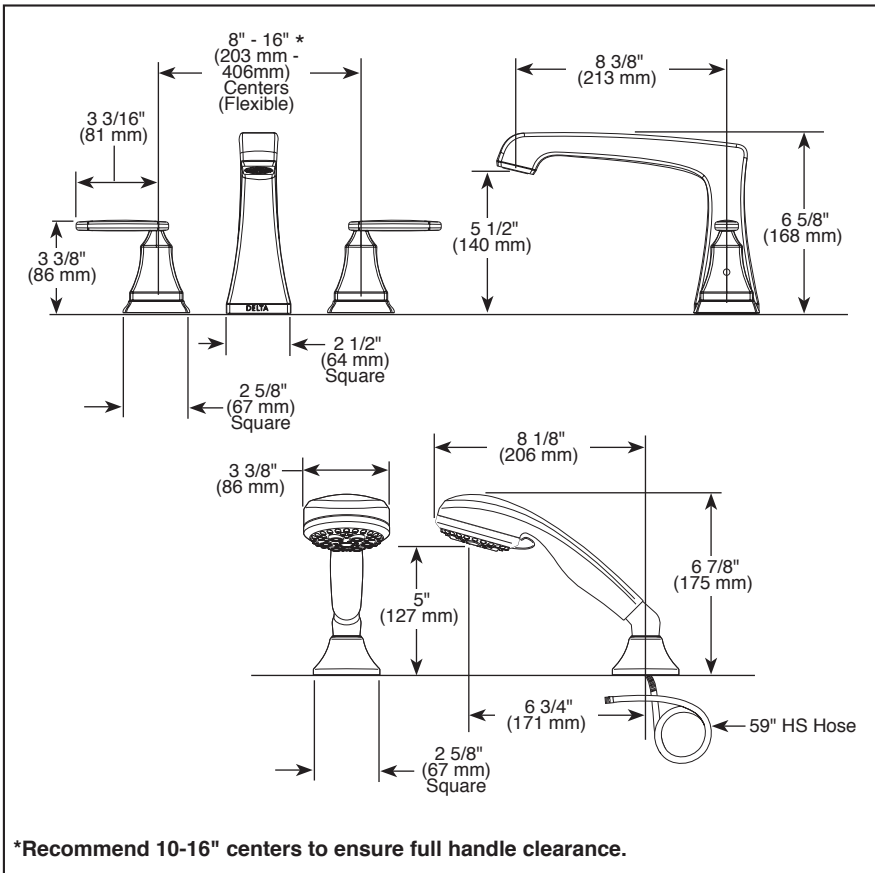 8" - 16" *
(203 mm -
406mm)
Centers
(Flexible)
8 3/8"
(213 mm)
3 3/16"
(81 mm)
3 3/8"
(86 mm)
5 1/2"
(140 mm)
6 5/8"
(168 mm)
DELTA
2 1/2"
(64 mm)
Square
2 5/8"
(67 mm)
Square
8 1/8"
(206 mm)
3 3/8"
(86 mm)
5"
(127 mm)
6 7/8"
(175 mm)
6 3/4"
(171 mm)
59" HS Hose
2 5/8"
(67 mm)
Square
*Recommend 10-16" centers to ensure full handle clearance.